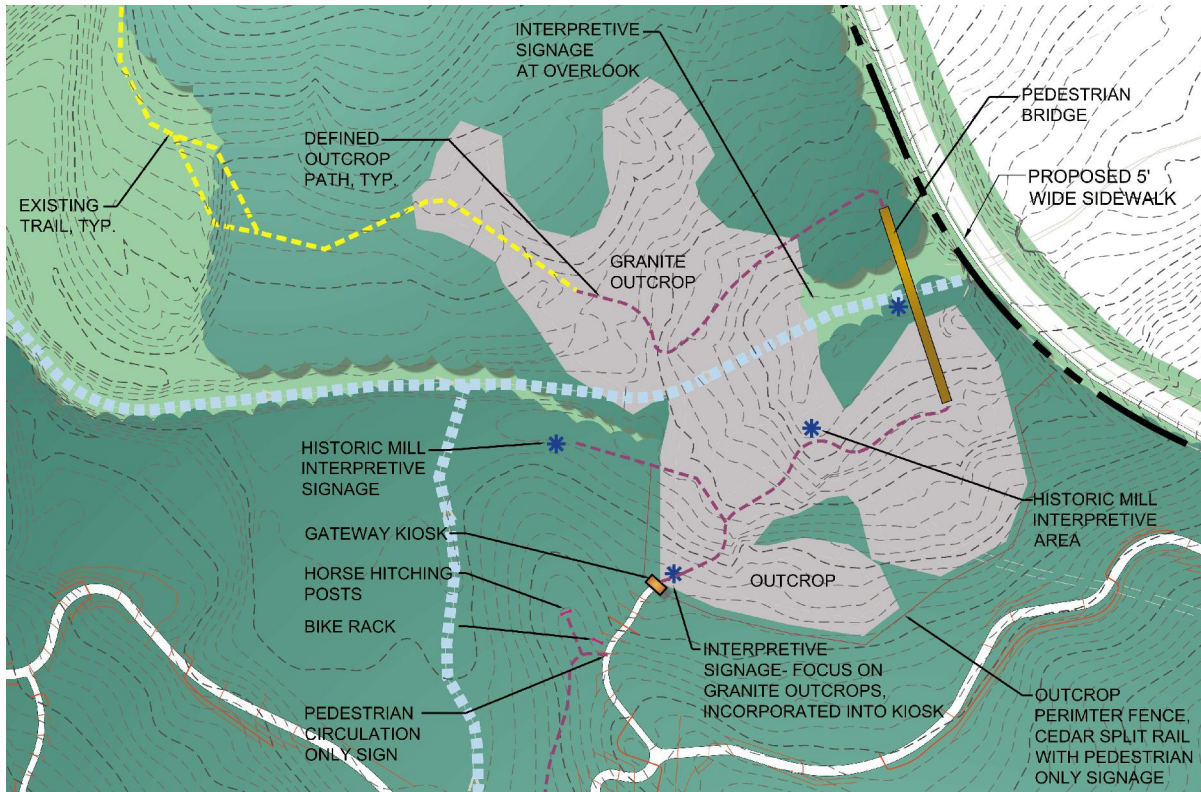 INTERPRETIVE
SIGNAGE
AT OVERLOOK
PEDESTRIAN
BRIDGE
DEFINED
OUTCROP
PATH, TYP.
PROPOSED 5'
WIDE SIDEWALK
EXISTING
TRAIL, TYP.
GRANITE
OUTCROP
HISTORIC MILL
INTERPRETIVE
SIGNAGE
HISTORIC MILL
INTERPRETIVE
AREA
GATEWAY KIOSK
HORSE HITCHING
POSTS
OUTCROP
BIKE RACK
INTERPRETIVE
SIGNAGE- FOCUS ON
GRANITE OUTCROPS,
INCORPORATED INTO KIOSK
PEDESTRIAN
CIRCULATION
ONLY SIGN
OUTCROP
PERIMTER FENCE,
CEDAR SPLIT RAIL
WITH PEDESTRIAN
ONLY SIGNAGE